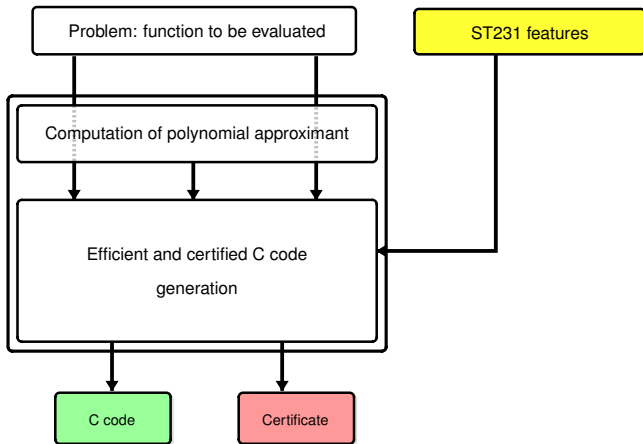 Problem: function to be evaluated
ST231 features
Computation of polynomial approximant
Efficient and certified C code
generation
C code
Certificate